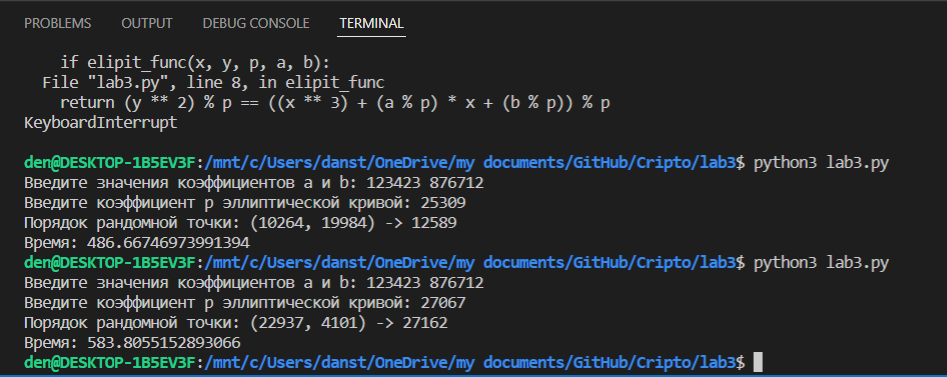 PROBLEMS OUTPUT DEBUG CONSOLE TERMINAL
    if elipit_func(x, y, p, a, b):
  File "lab3.py", line 8, in elipit_func
    return (y ** 2) % p == ((x ** 3) + (a % p) * x + (b % p)) % p
KeyboardInterrupt
den@DESKTOP-1B5EV3F:/mnt/c/Users/danst/OneDrive/my documents/GitHub/Cripto/lab3$ python3 lab3.py
Введите значения коэффициентов a и b: 123423 876712
Введите коэффициент p эллиптической кривой: 25309
Порядок рандомной точки: (10264, 19984) -> 12589
Время: 486.66746973991394
den@DESKTOP-1B5EV3F:/mnt/c/Users/danst/OneDrive/my documents/GitHub/Cripto/lab3$ python3 lab3.py
Введите значения коэффициентов a и b: 123423 876712
Введите коэффициент p эллиптической кривой: 27067
Порядок рандомной точки: (22937, 4101) -> 27162
Время: 583.8055152893066
den@DESKTOP-1B5EV3F:/mnt/c/Users/danst/OneDrive/my documents/GitHub/Cripto/lab3$